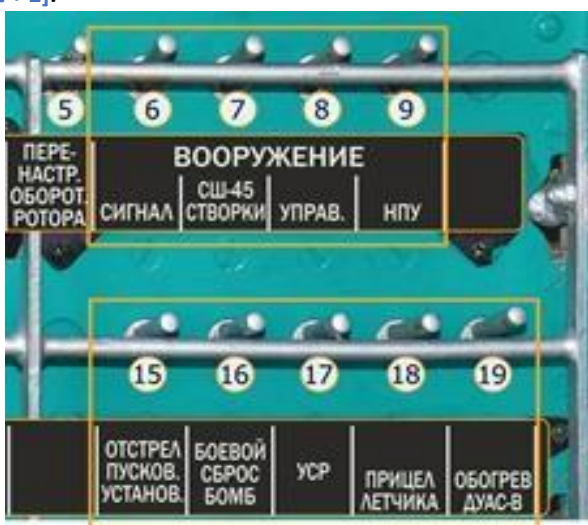 5 6 7 8 9
ПЕРЕ-
НАСТР.
ОБОРОТ.
РОТОРА
ВООРУЖЕНИЕ
СИГНАЛ
СШ-45
СТВОРКИ
УПРАВ.
НПУ
15 16 17 18 19
ОТСТРЕЛ
ПУСКОВ.
УСТАНОВ.
БОЕВОЙ
СБРОС
БОМБ
УСР
ПРИЦЕЛ
ЛЕТЧИКА
ОБОГРЕВ
ДУАС-В